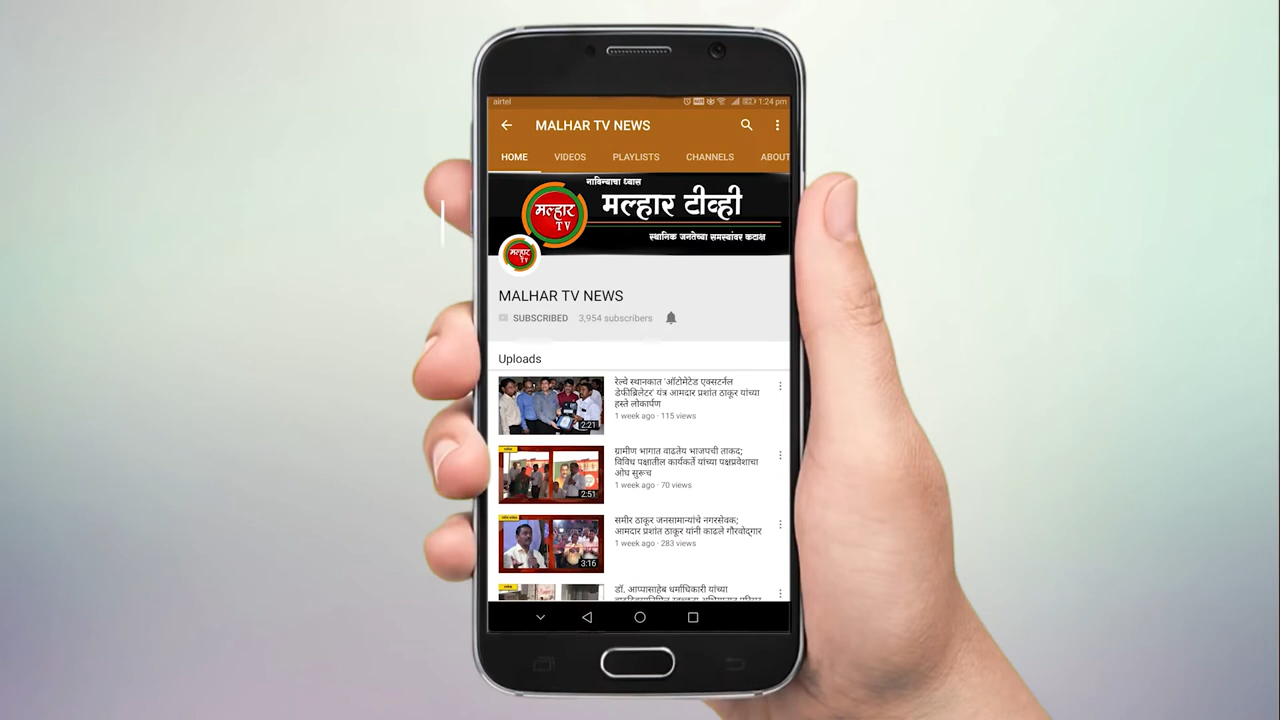 airtel
1:24 pm
MALHAR TV NEWS
HOME VIDEOS PLAYLISTS CHANNELS ABOUT
नाविन्याचा ध्यास
मल्हार टीव्ही
मल्हार
TV
स्थानिक जनतेच्या समस्यांवर कटाक्ष
मल्हार
TV
MALHAR TV NEWS
SUBSCRIBED 3,954 subscribers
Uploads
रेल्वे स्थानकात 'ऑटोमेटेड एक्सटर्नल
डेफीब्रिलेटर' यंत्र आमदार प्रशांत ठाकूर यांच्या
हस्ते लोकार्पण
1 week ago · 115 views
2:21
ग्रामीण भागात वाढतेय भाजपची ताकद;
विविध पक्षातील कार्यकर्ते यांच्या पक्षप्रवेशाचा
ओघ सुरूच
1 week ago · 70 views
2:51
समीर ठाकूर जनसामान्यांचे नगरसेवक;
आमदार प्रशांत ठाकूर यांनी काढले गौरवोद्‌गार
1 week ago · 283 views
3:16
डॉ. आप्पासाहेब धर्माधिकारी यांच्या